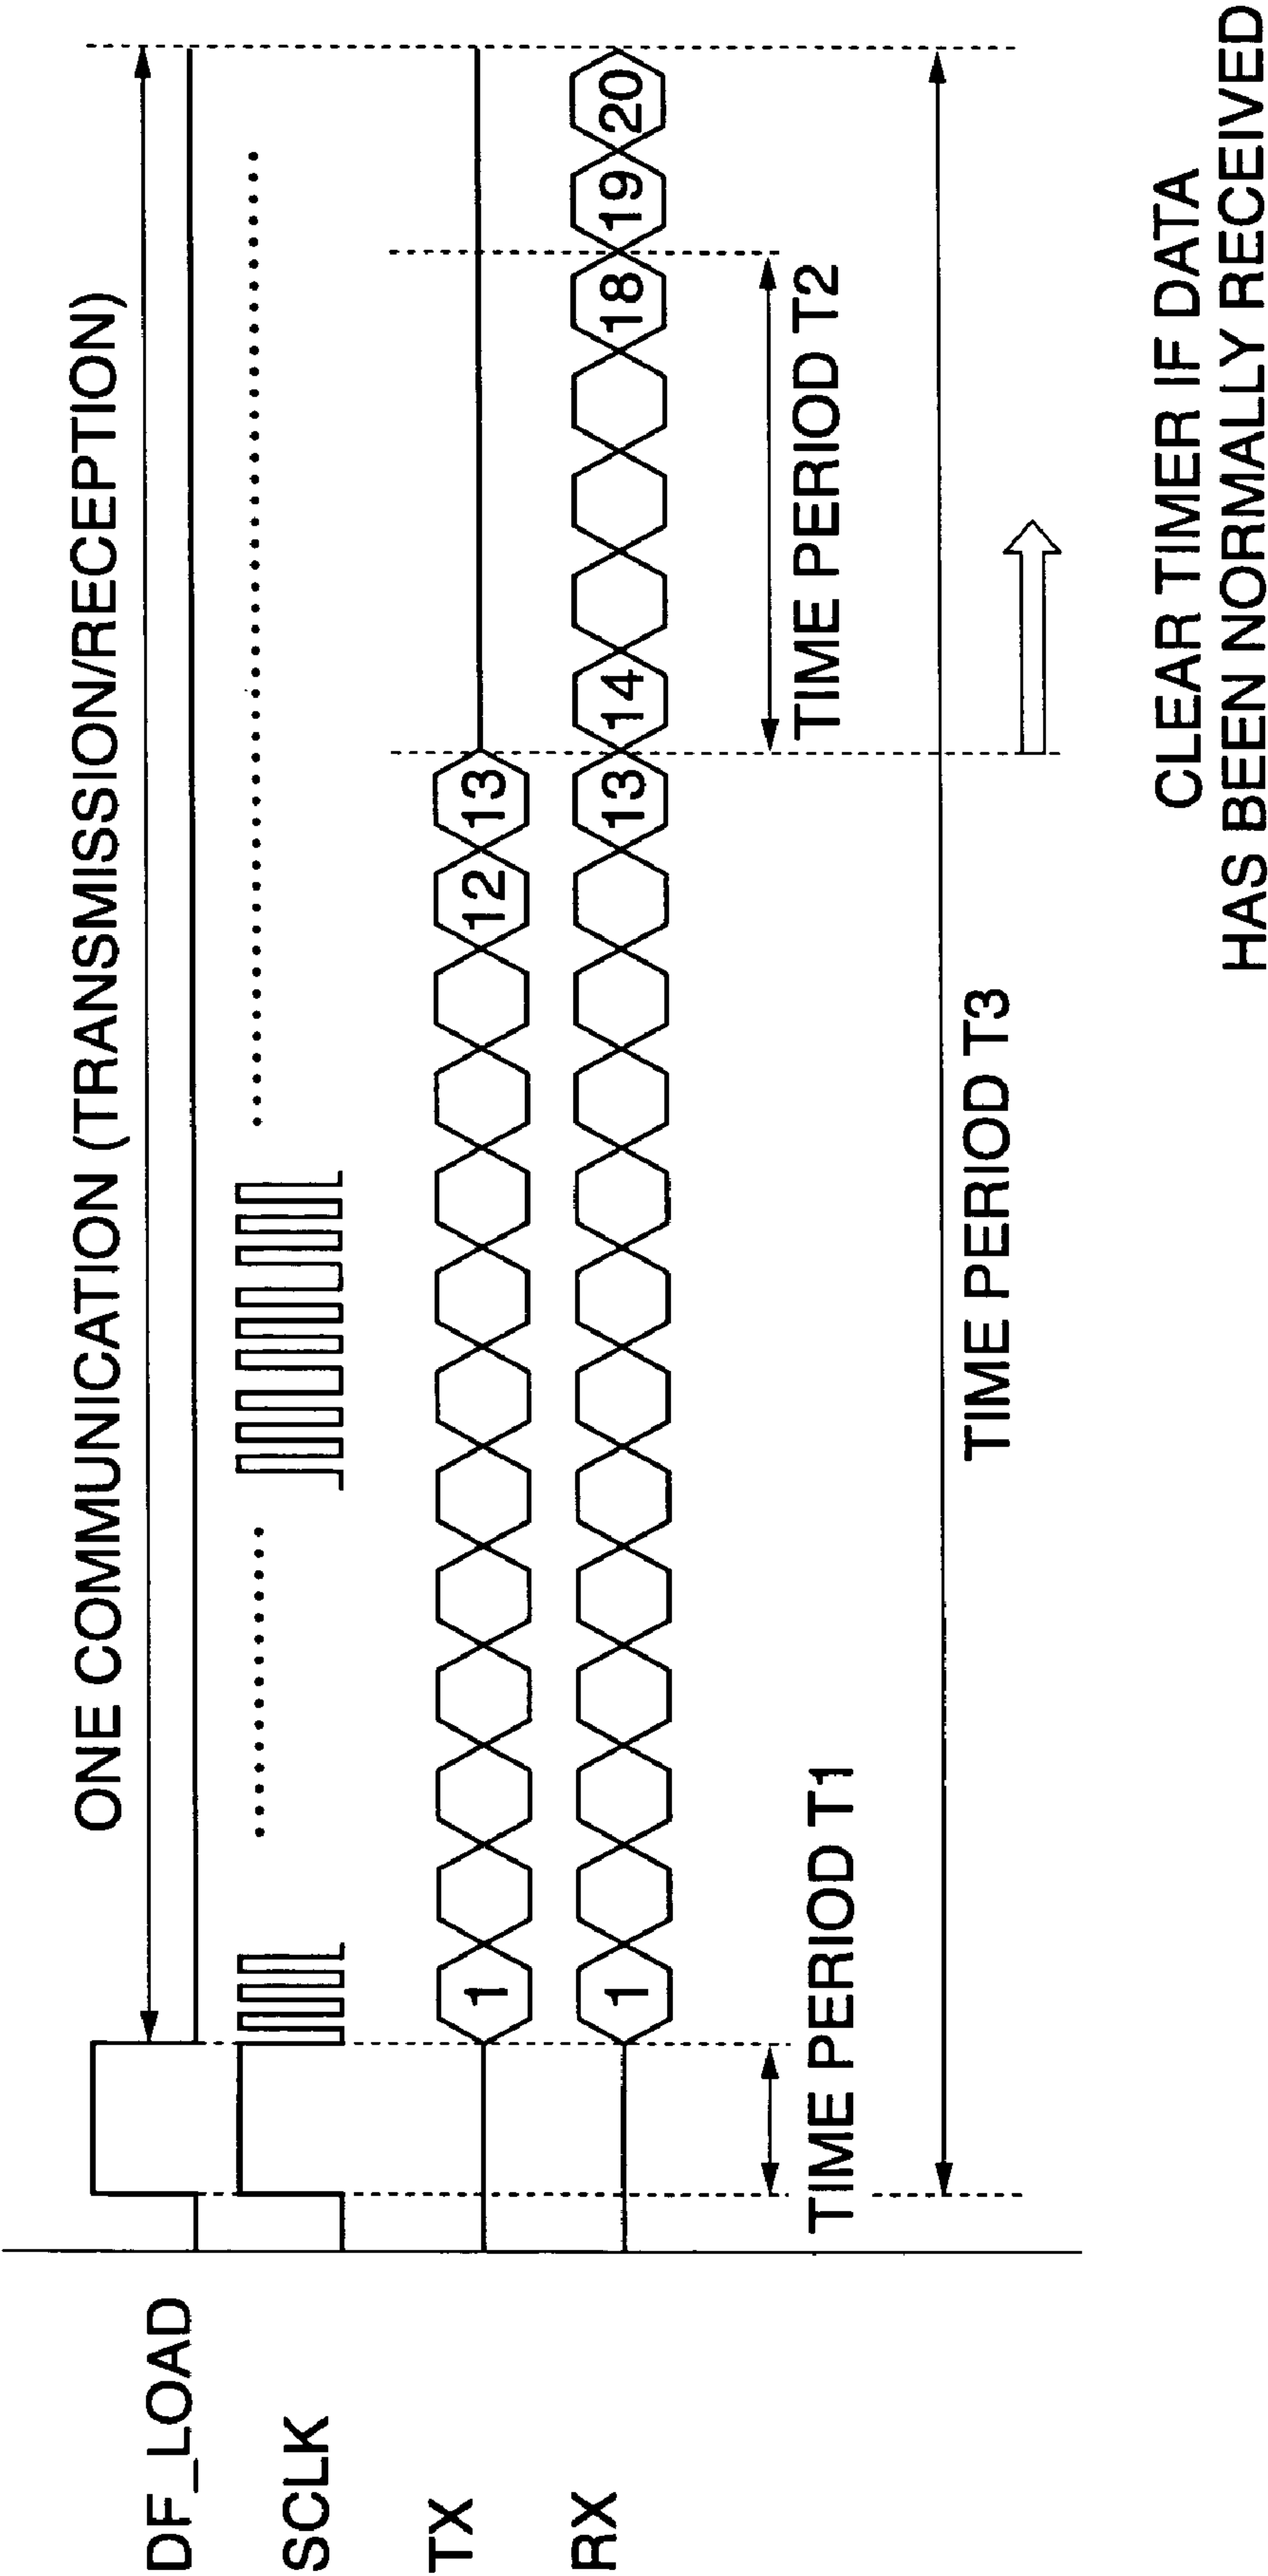 ONE COMMUNICATION (TRANSMISSION/RECEPTION)
DF_LOAD
SCLK
TX
1
12
13
RX
1
13
14
18
19
20
TIME PERIOD T1
TIME PERIOD T2
TIME PERIOD T3
CLEAR TIMER IF DATA
HAS BEEN NORMALLY RECEIVED